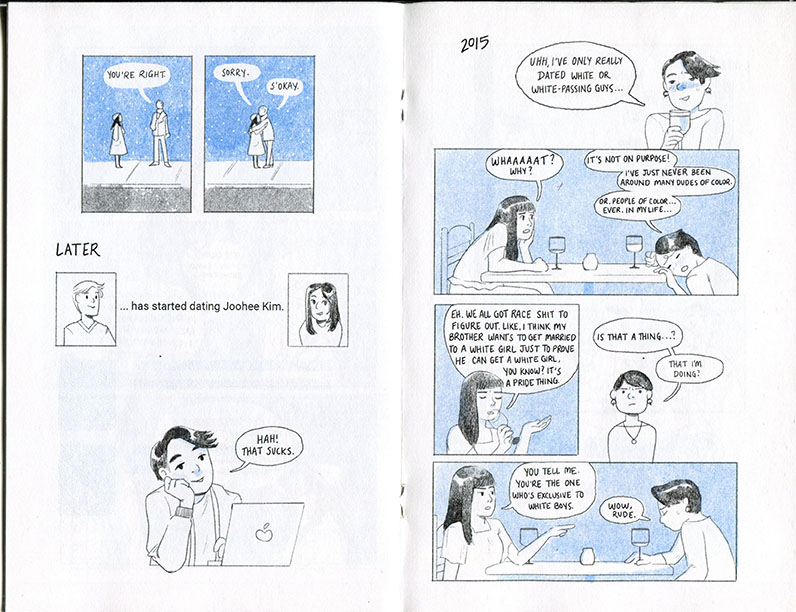 YOU'RE RIGHT.
SORRY.
S'OKAY.
LATER
... has started dating Joohee Kim.
HAH!
THAT SUCKS.
2015
UHH, I'VE ONLY REALLY
DATED WHITE OR
WHITE-PASSING GUYS...
WHAAAAAT?
WHY?
IT'S NOT ON PURPOSE!
I'VE JUST NEVER BEEN
AROUND MANY DUDES OF COLOR.
OR, PEOPLE OF COLOR...
EVER. IN MY LIFE...
EH. WE ALL GOT RACE SHIT TO
FIGURE OUT. LIKE, I THINK MY
BROTHER WANTS TO GET MARRIED
TO A WHITE GIRL JUST TO PROVE
HE CAN GET A WHITE GIRL.
YOU KNOW? IT'S
A PRIDE THING.
IS THAT A THING...?
THAT I'M
DOING?
YOU TELL ME.
YOU'RE THE ONE
WHO'S EXCLUSIVE TO
WHITE BOYS.
WOW,
RUDE.